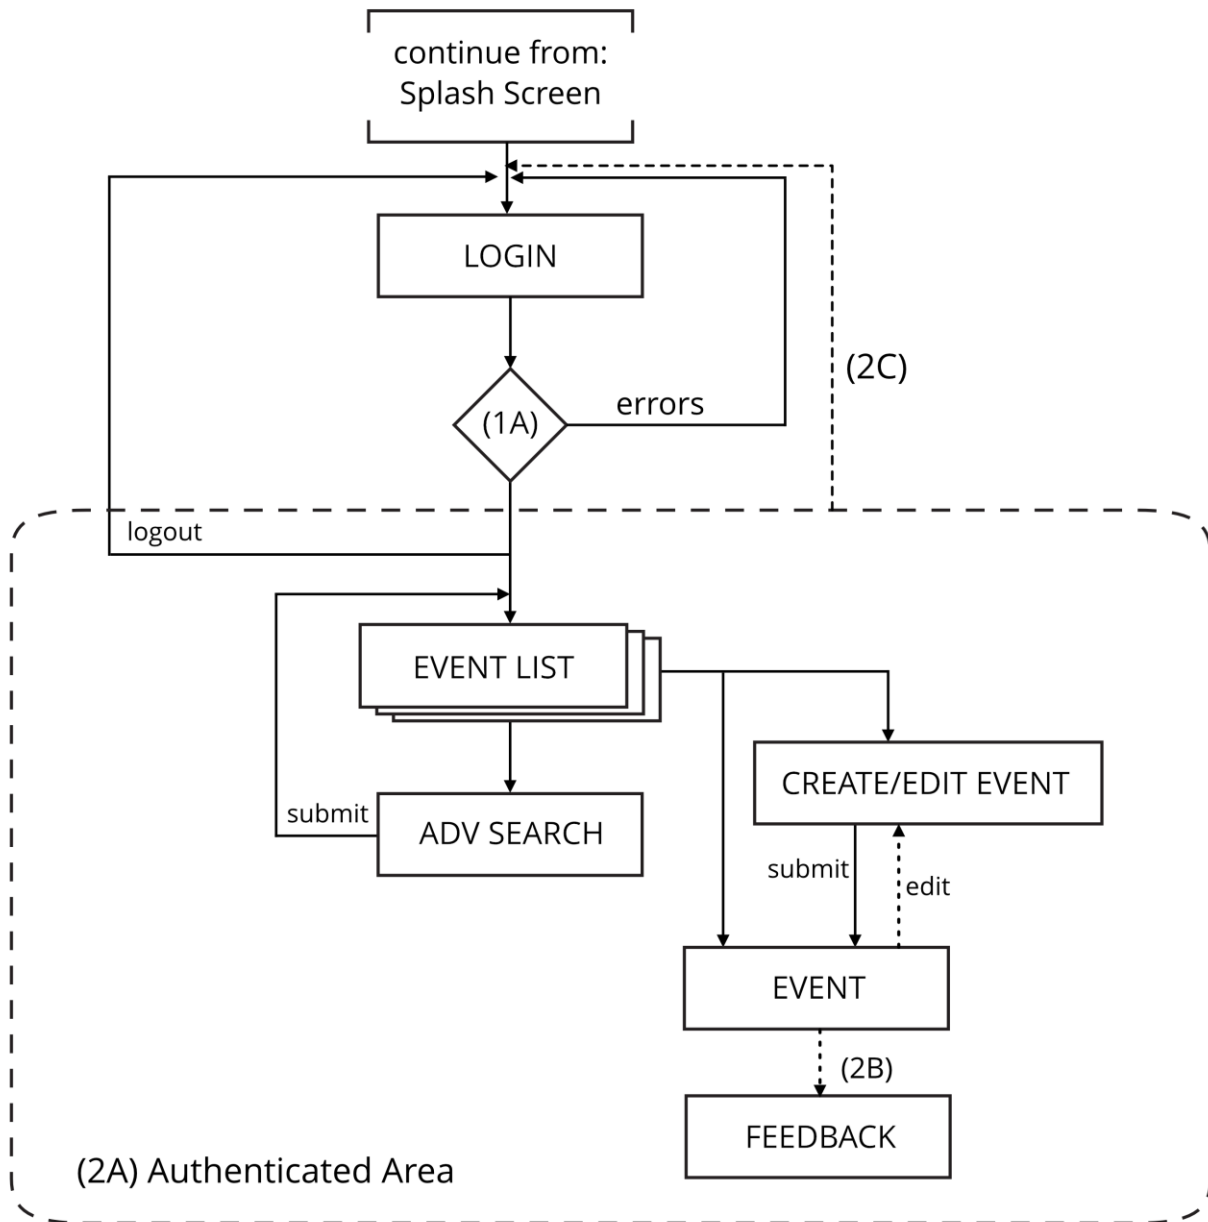 continue from:
Splash Screen
LOGIN
(2C)
errors
(1A)
logout
EVENT LIST
CREATE/EDIT EVENT
submit
ADV SEARCH
submit
edit
EVENT
(2B)
FEEDBACK
(2A) Authenticated Area